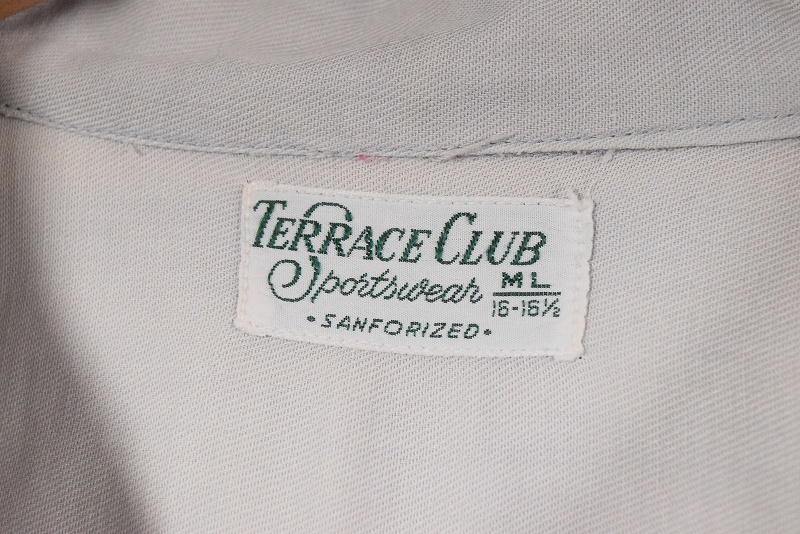 TERRACE CLUB
Sportswear ML
16-16½
•SANFORIZED•